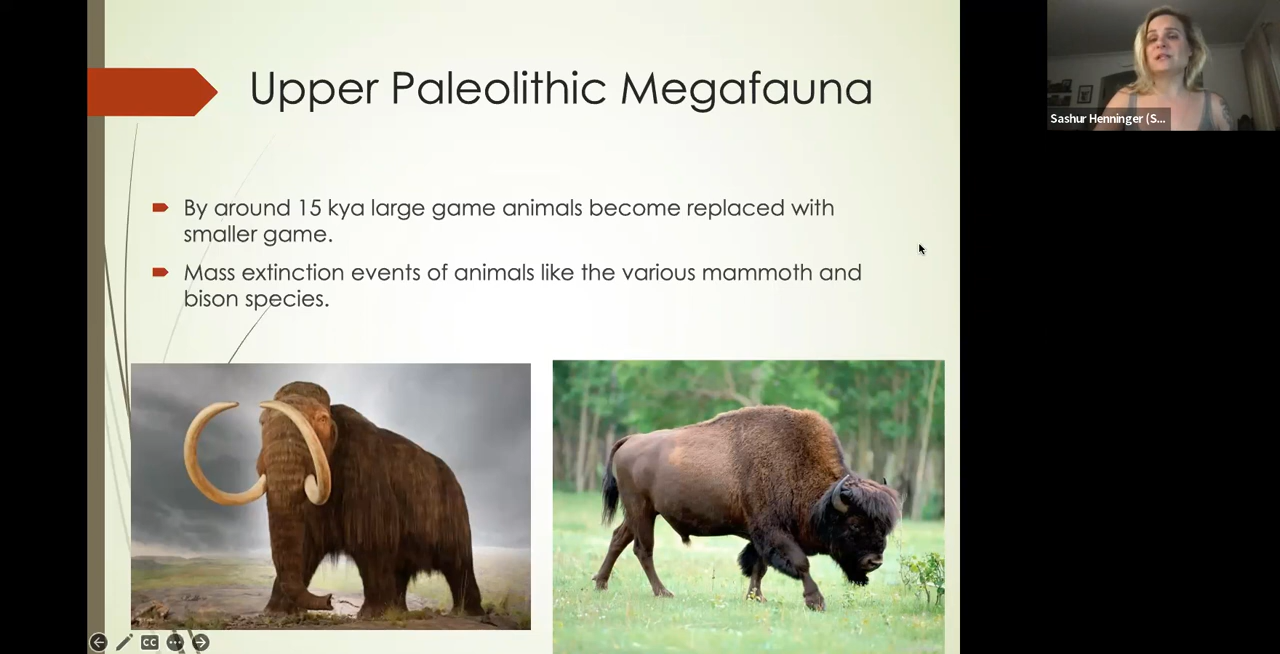 Upper Paleolithic Megafauna
By around 15 kya large game animals become replaced with
smaller game.
Mass extinction events of animals like the various mammoth and
bison species.
Sashur Henninger (S...
CC